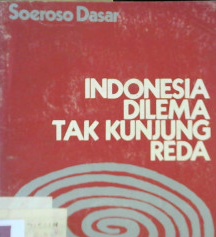 Soeroso Dasar
INDONESIA
DILEMA
TAK KUNJUNG
REDA